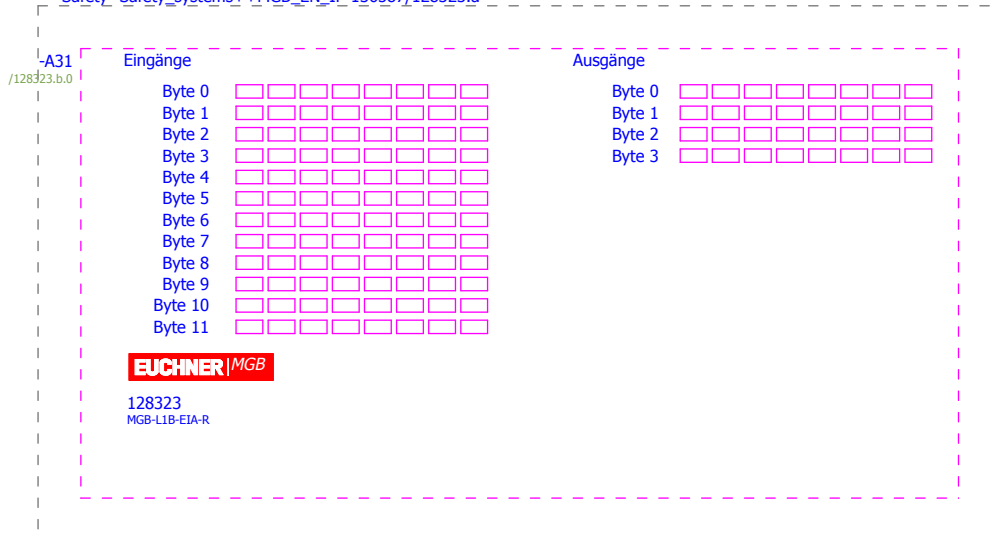 -A31
/128323.b.0
Eingänge
Byte 0
Byte 1
Byte 2
Byte 3
Byte 4
Byte 5
Byte 6
Byte 7
Byte 8
Byte 9
Byte 10
Byte 11
Ausgänge
Byte 0
Byte 1
Byte 2
Byte 3
EUCHNER MGB
128323
MGB-L1B-EIA-R